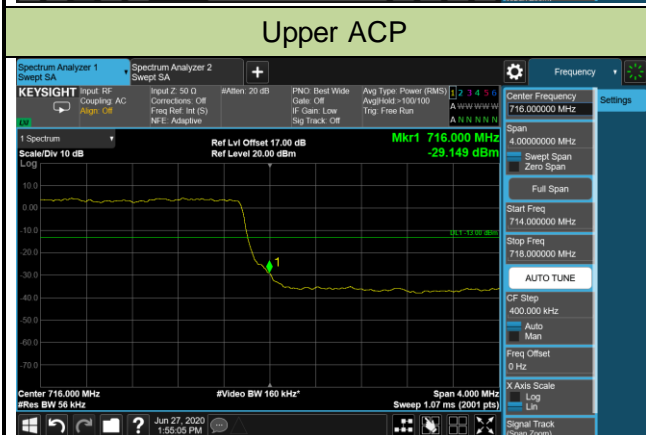 Upper ACP
Spectrum Analyzer 1
Swept SA
Spectrum Analyzer 2
Swept SA
+
Frequency
KEYSIGHT
Input: RF
Coupling: AC
Align: Off
Input Z: 50 Ω
Corrections: Off
Freq Ref: Int (S)
NFE: Adaptive
#Atten: 20 dB
PNO: Best Wide
Gate: Off
IF Gain: Low
Sig Track: Off
Avg Type: Power (RMS)
Avg|Hold:>100/100
Trig: Free Run
1 2 3 4 5 6
A W W W W W
A N N N N N
1 Spectrum
Scale/Div 10 dB
Log
Ref Lvl Offset 17.00 dB
Ref Level 20.00 dBm
Mkr1 716.000 MHz
-29.149 dBm
10.0
0.00
-10.0
-20.0
-30.0
-40.0
-50.0
-60.0
-70.0
DL1 -13.00 dBm
1
Center 716.000 MHz
#Res BW 56 kHz
#Video BW 160 kHz*
Span 4.000 MHz
Sweep 1.07 ms (2001 pts)
Jun 27, 2020
1:55:05 PM
Center Frequency
716.000000 MHz
Settings
Span
4.00000000 MHz
Swept Span
Zero Span
Full Span
Start Freq
714.000000 MHz
Stop Freq
718.000000 MHz
AUTO TUNE
CF Step
400.000 kHz
Auto
Man
Freq Offset
0 Hz
X Axis Scale
Log
Lin
Signal Track
(Span Zoom)